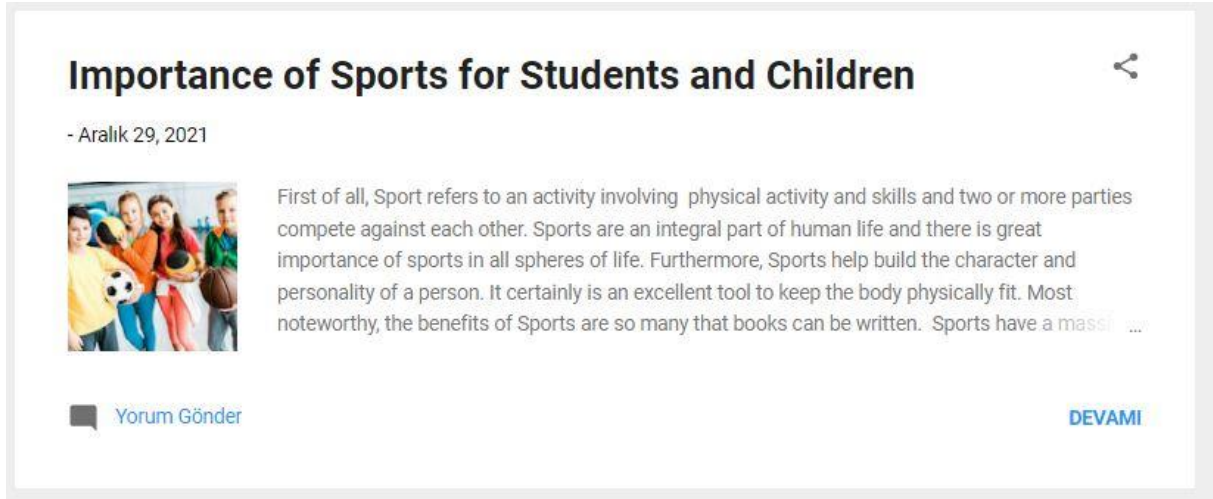 Importance of Sports for Students and Children
- Aralık 29, 2021
First of all, Sport refers to an activity involving  physical activity and skills and two or more parties
compete against each other. Sports are an integral part of human life and there is great
importance of sports in all spheres of life. Furthermore, Sports help build the character and
personality of a person. It certainly is an excellent tool to keep the body physically fit. Most
noteworthy, the benefits of Sports are so many that books can be written.  Sports have a ...
Yorum Gönder
DEVAMI